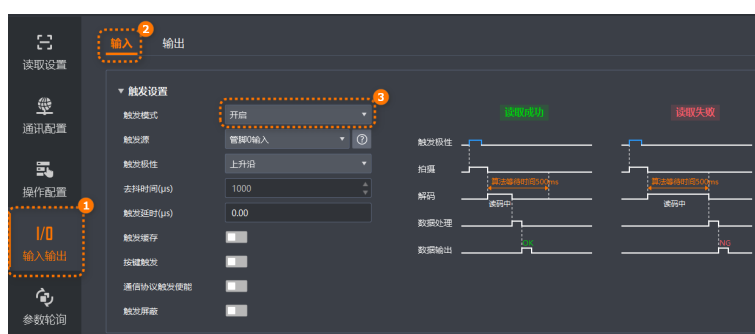 读取设置
通讯配置
操作配置
1
I/O
输入输出
参数轮询
2
输入 输出
触发设置
3
触发模式 开启
触发源 管脚0输入 ?
触发极性 上升沿
去抖时间(μs) 1000
触发延时(μs) 0.00
触发缓存
按键触发
通信协议触发使能
触发屏蔽
读取成功 读取失败
触发极性
拍摄
算法等待时间500ms 算法等待时间500ms
解码
读码中 读码中
数据处理
数据输出 OK NG